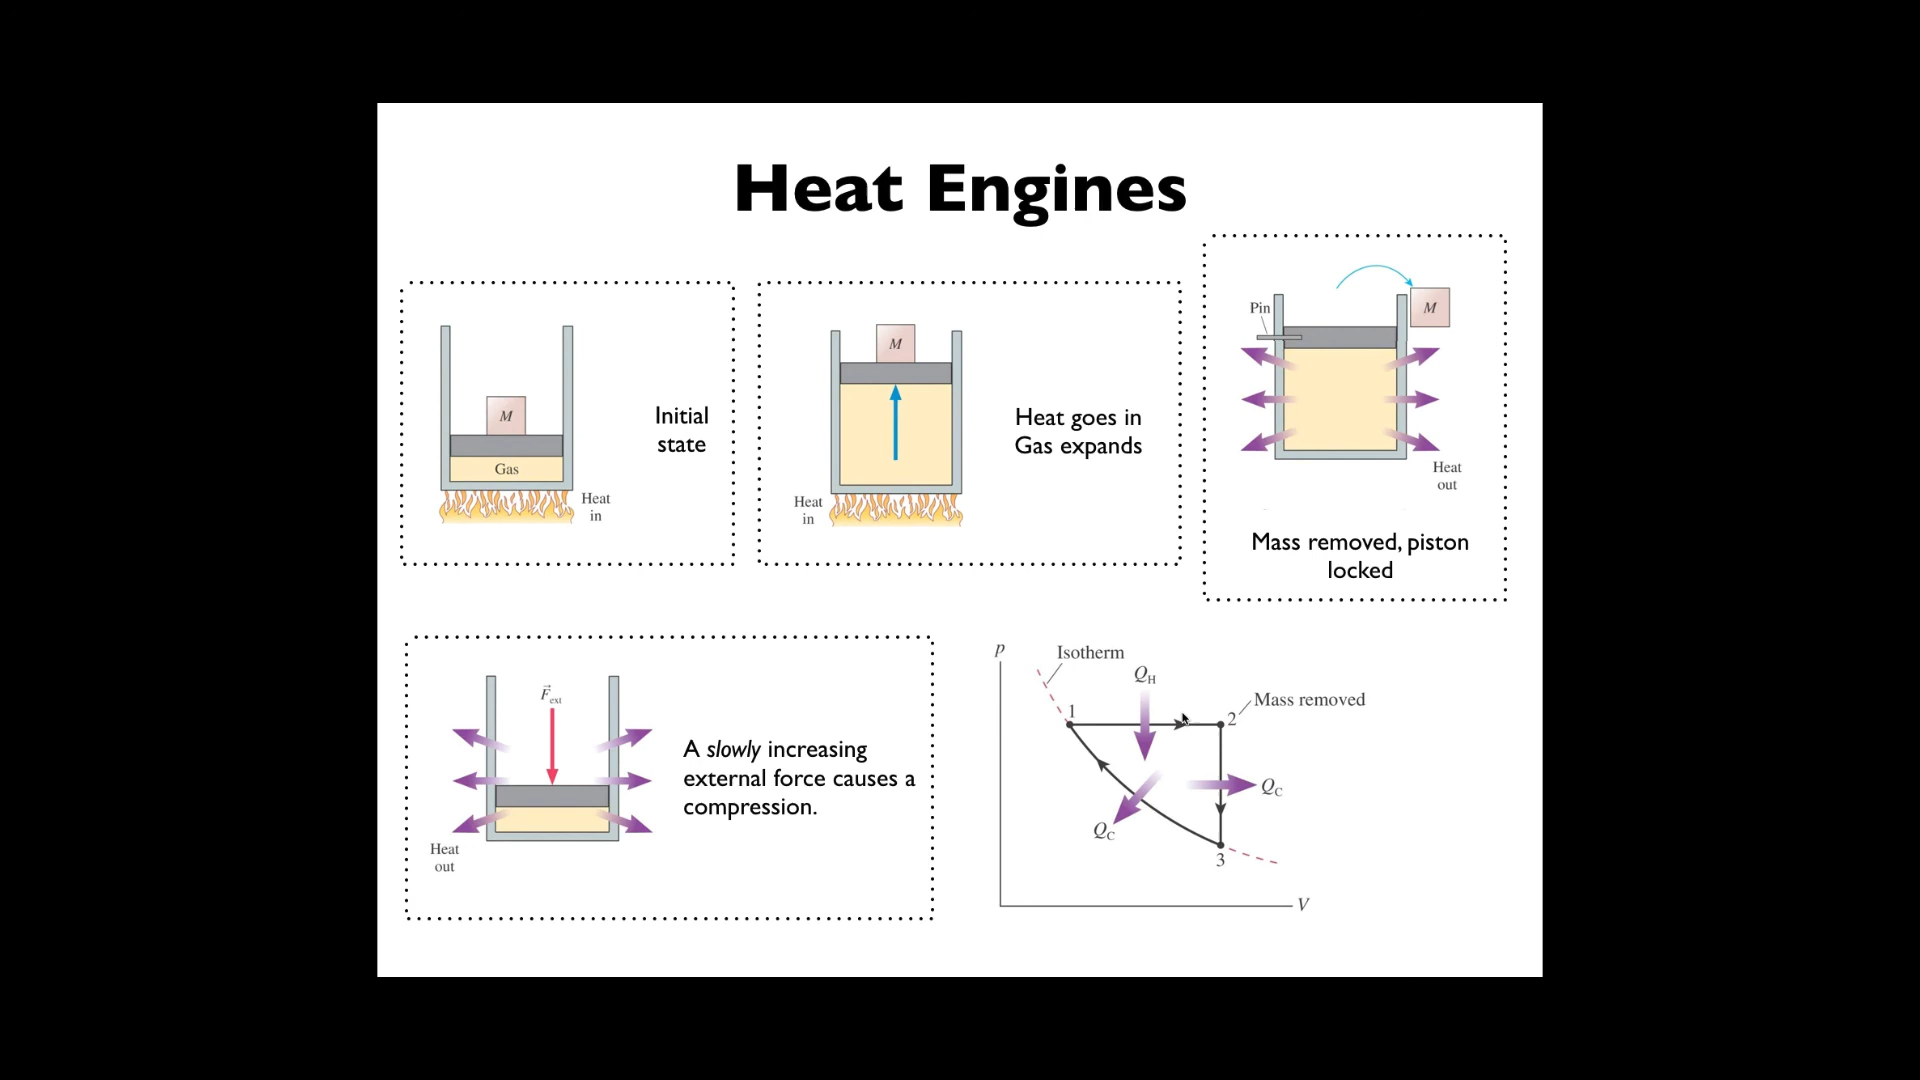 Heat Engines
M
Gas
Heat
in
Initial
state
M
Heat
in
Heat goes in
Gas expands
Pin
M
Heat
out
Mass removed, piston
locked
F⃗ext
Heat
out
A slowly increasing
external force causes a
compression.
p
Isotherm
QH
Mass removed
1
2
QC
QC
3
V